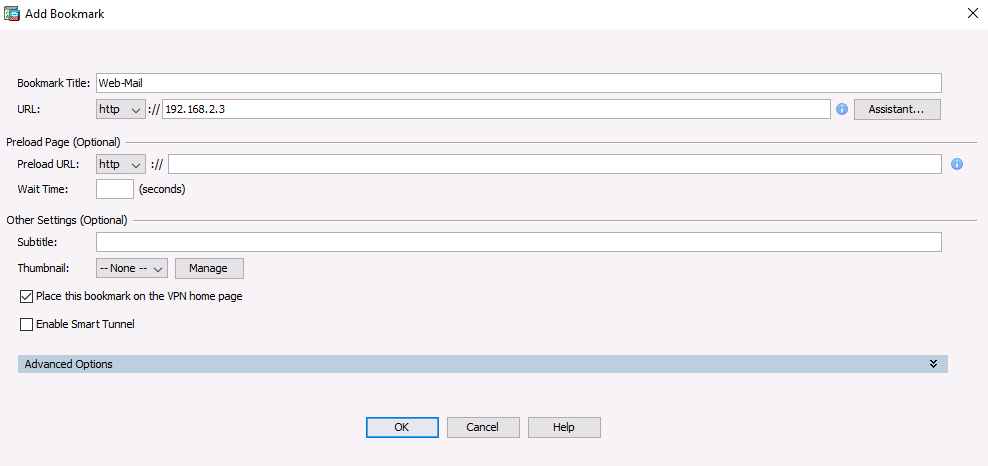 Add Bookmark
Bookmark Title: Web-Mail
URL: http :// 192.168.2.3 Assistant...
Preload Page (Optional)
Preload URL: http ://
Wait Time: (seconds)
Other Settings (Optional)
Subtitle:
Thumbnail: -- None -- Manage
Place this bookmark on the VPN home page
Enable Smart Tunnel
Advanced Options
OK Cancel Help